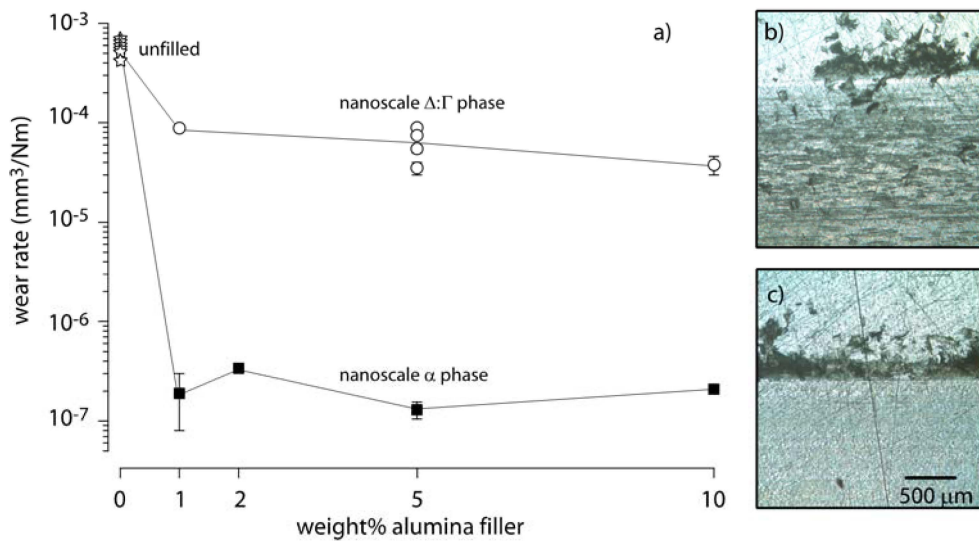 a)
10⁻³
unfilled
nanoscale Δ:Γ phase
10⁻⁴
10⁻⁵
10⁻⁶
nanoscale α phase
10⁻⁷
wear rate (mm³/Nm)
0 1 2 5 10
weight% alumina filler
b)
c)
500 μm